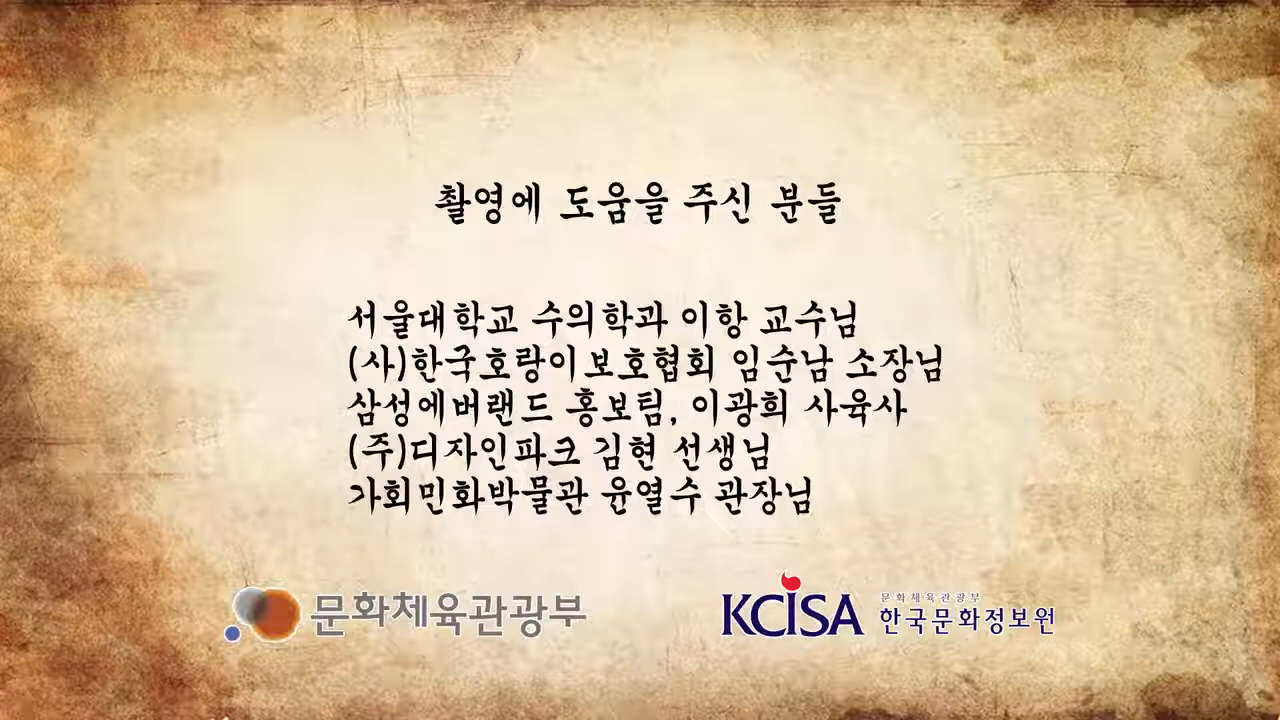 촬영에 도움을 주신 분들
서울대학교 수의학과 이항 교수님
(사)한국호랑이보호협회 임순남 소장님
삼성에버랜드 홍보팀, 이광희 사육사
(주)디자인파크 김현 선생님
가회민화박물관 윤열수 관장님
문화체육관광부
KCISA 문화체육관광부
한국문화정보원